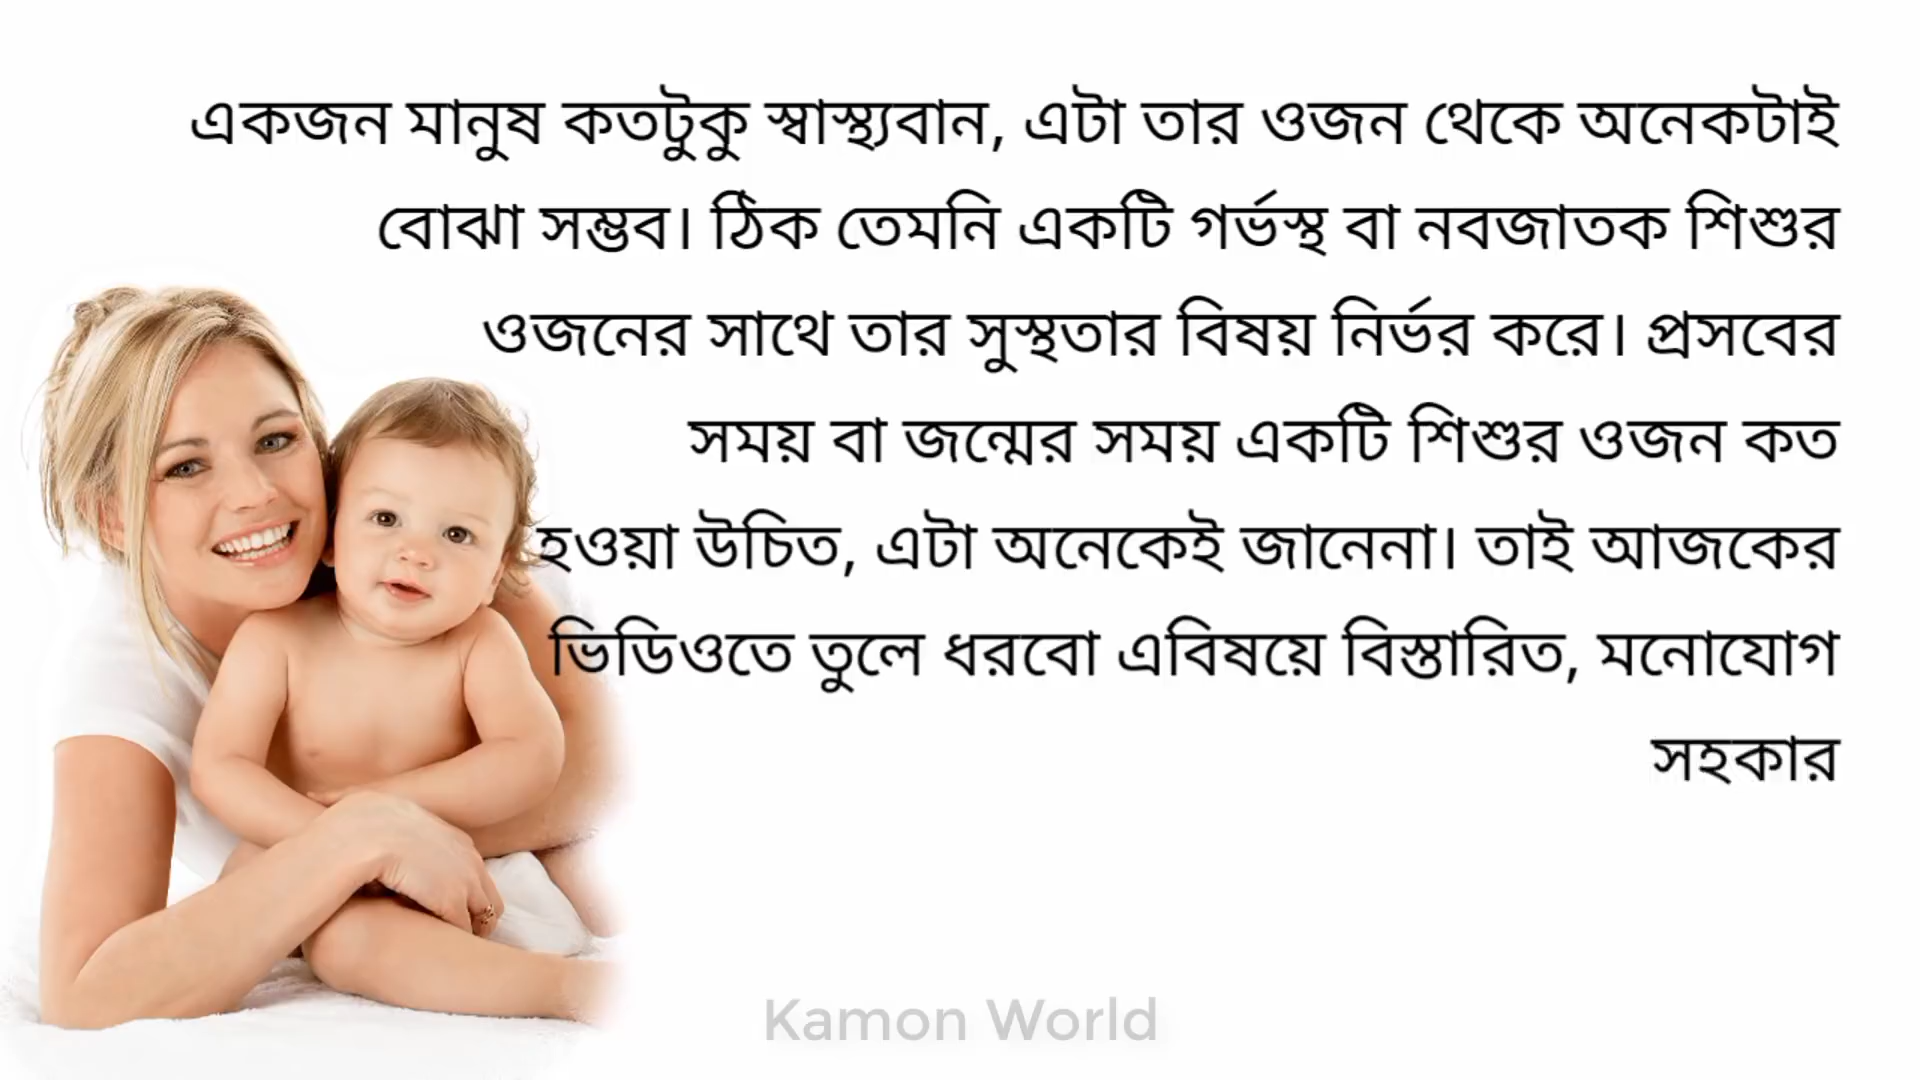 একজন মানুষ কতটুকু স্বাস্থ্যবান, এটা তার ওজন থেকে অনেকটাই
বোঝা সম্ভব। ঠিক তেমনি একটি গর্ভস্থ বা নবজাতক শিশুর
ওজনের সাথে তার সুস্থতার বিষয় নির্ভর করে। প্রসবের
সময় বা জন্মের সময় একটি শিশুর ওজন কত
হওয়া উচিত, এটা অনেকেই জানেনা। তাই আজকের
ভিডিওতে তুলে ধরবো এবিষয়ে বিস্তারিত, মনোযোগ
সহকার
Kamon World